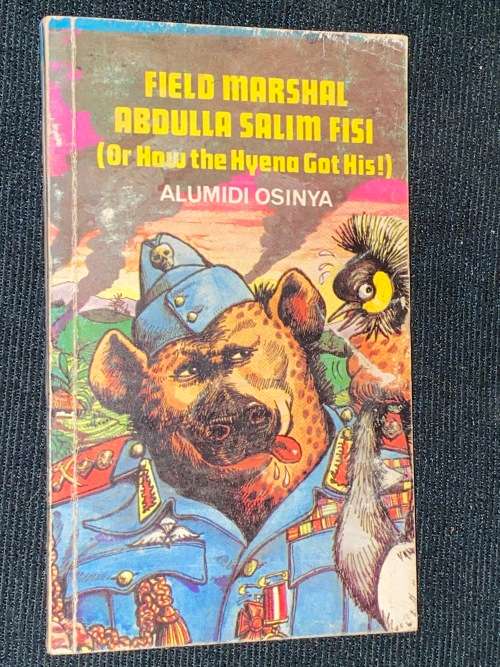 FIELD MARSHAL
ABDULLA SALIM FISI
(Or How the Hyena Got His!)
ALUMIDI OSINYA